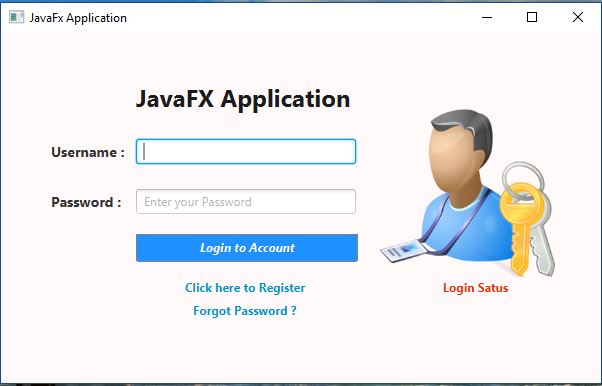 JavaFx Application
JavaFX Application
Username :
Password :
Enter your Password
Login to Account
Click here to Register
Login Satus
Forgot Password ?